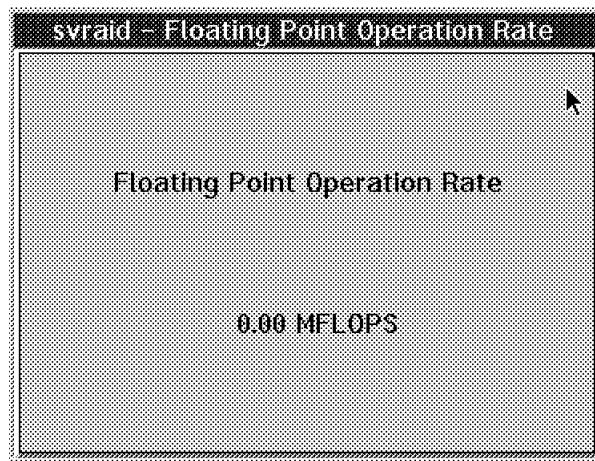 svraid - Floating Point Operation Rate
Floating Point Operation Rate
0.00 MFLOPS